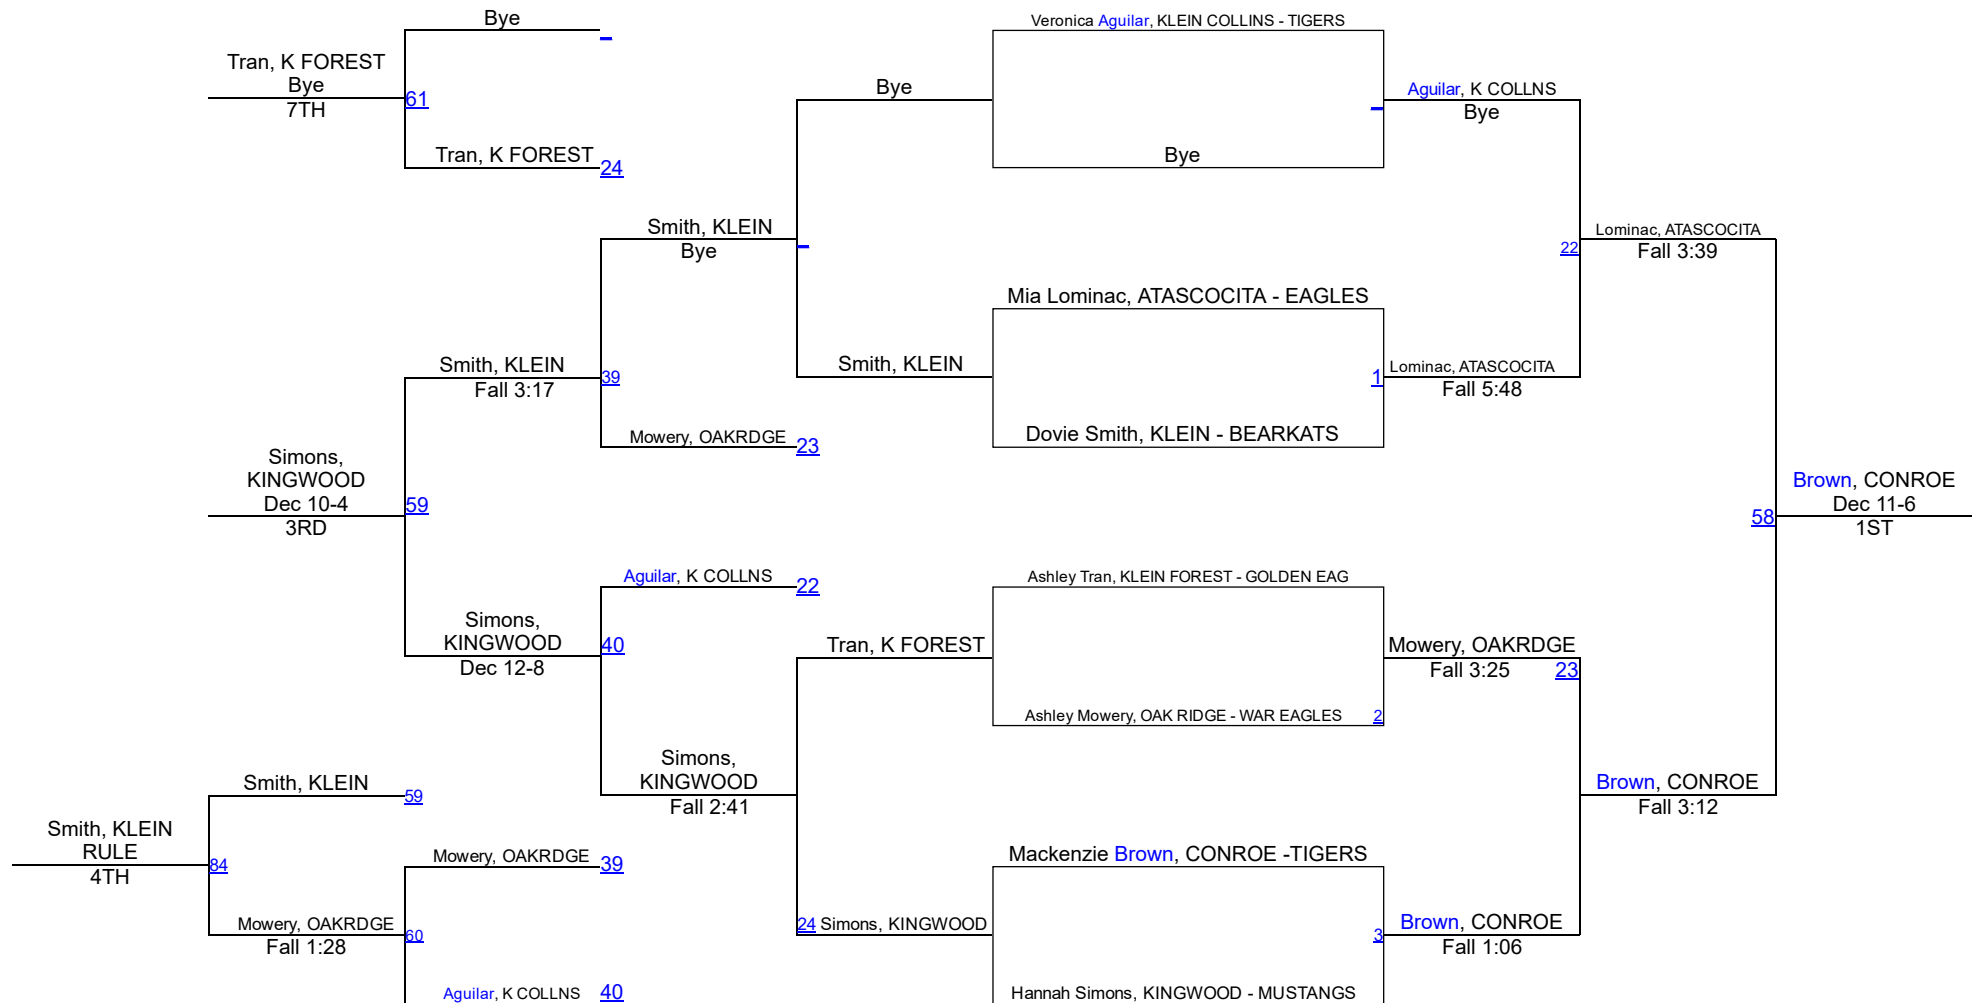 Bye
Veronica Aguilar, KLEIN COLLINS - TIGERS
Tran, K FOREST
Bye
7TH
61
Bye
Aguilar, K COLLNS
Bye
Tran, K FOREST
24
Bye
Smith, KLEIN
Bye
22
Lominac, ATASCOCITA
Fall 3:39
Mia Lominac, ATASCOCITA - EAGLES
Smith, KLEIN
Fall 3:17
39
Smith, KLEIN
1
Lominac, ATASCOCITA
Fall 5:48
Mowery, OAKRDGE
23
Dovie Smith, KLEIN - BEARKATS
Simons,
KINGWOOD
Dec 10-4
3RD
59
58
Brown, CONROE
Dec 11-6
1ST
Aguilar, K COLLNS
22
Ashley Tran, KLEIN FOREST - GOLDEN EAG
Simons,
KINGWOOD
Dec 12-8
40
Tran, K FOREST
Mowery, OAKRDGE
Fall 3:25
23
Ashley Mowery, OAK RIDGE - WAR EAGLES
2
Simons,
KINGWOOD
Fall 2:41
Brown, CONROE
Fall 3:12
Smith, KLEIN
59
Smith, KLEIN
RULE
4TH
84
Mowery, OAKRDGE
39
Mackenzie Brown, CONROE -TIGERS
Mowery, OAKRDGE
Fall 1:28
60
24
Simons, KINGWOOD
3
Brown, CONROE
Fall 1:06
Aguilar, K COLLNS
40
Hannah Simons, KINGWOOD - MUSTANGS